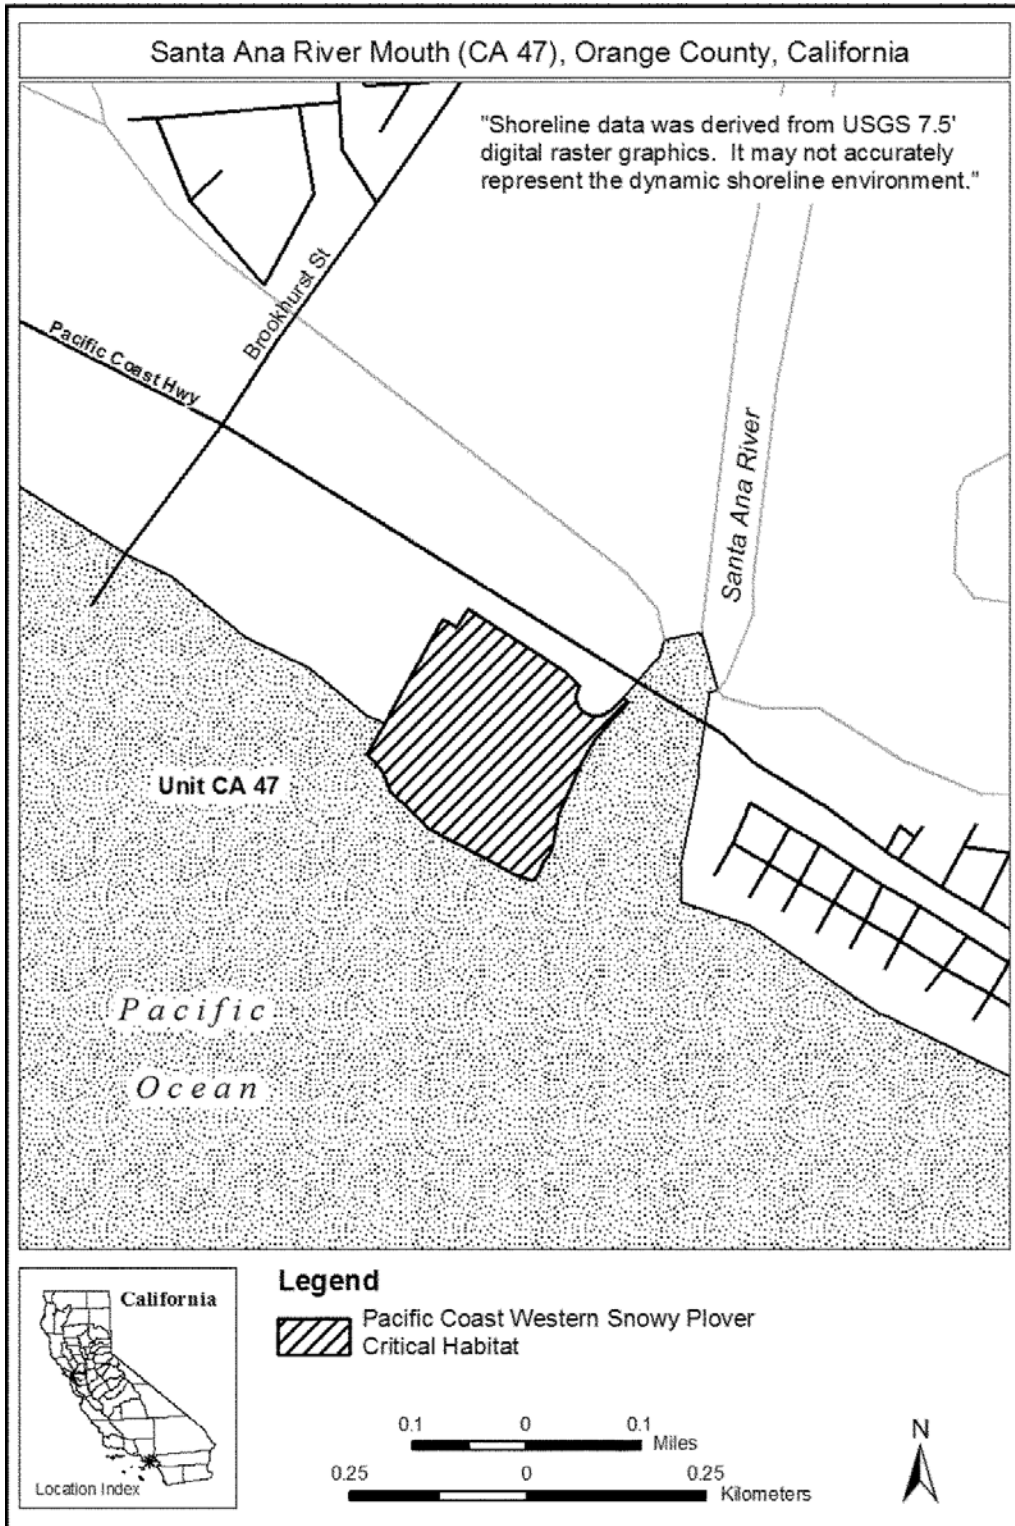 Santa Ana River Mouth (CA 47), Orange County, California
"Shoreline data was derived from USGS 7.5'
digital raster graphics. It may not accurately
represent the dynamic shoreline environment."
Brookhurst St
Pacific Coast Hwy
Santa Ana River
Unit CA 47
Pacific
Ocean
California
Location Index
Legend
Pacific Coast Western Snowy Plover
Critical Habitat
0.1 0 0.1
Miles
0.25 0 0.25
Kilometers
N